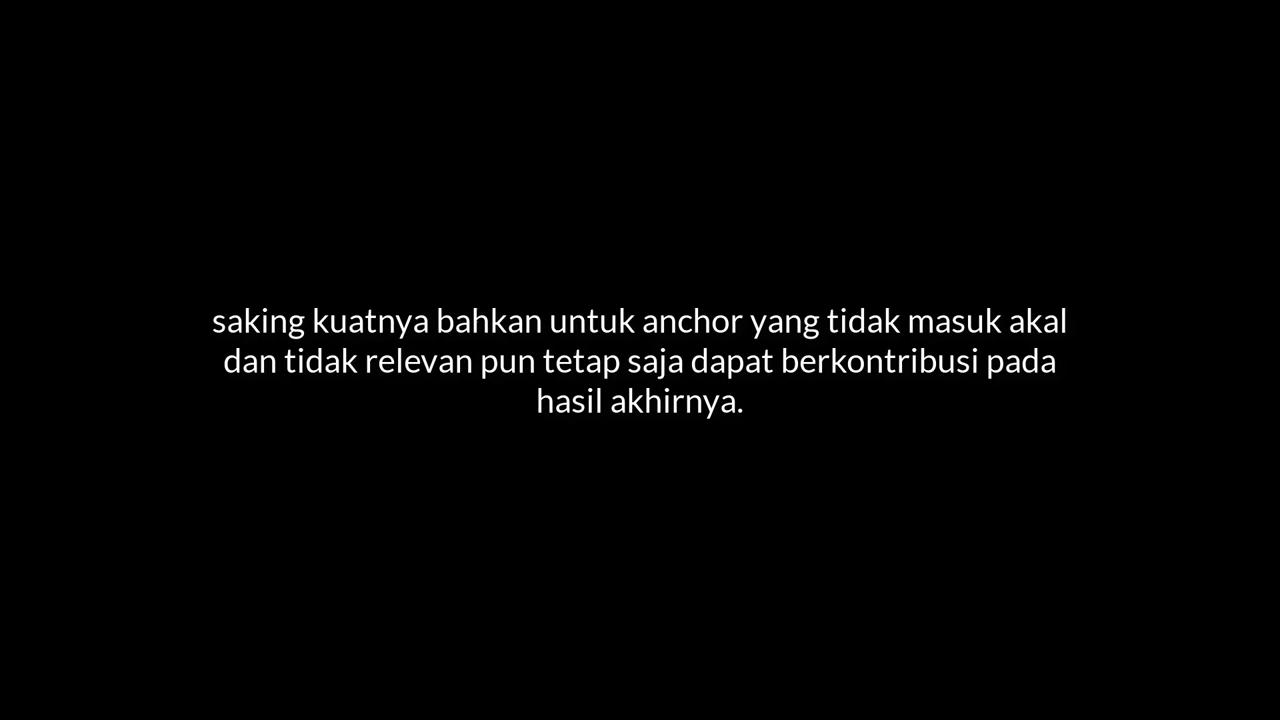 saking kuatnya bahkan untuk anchor yang tidak masuk akal
dan tidak relevan pun tetap saja dapat berkontribusi pada
hasil akhirnya.